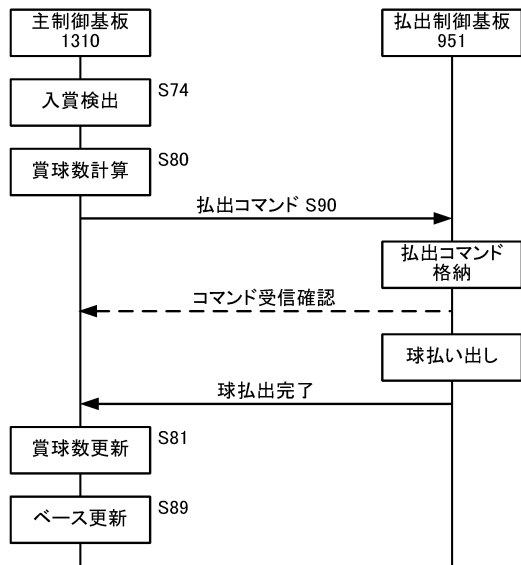 主制御基板
1310
払出制御基板
951
入賞検出
S74
賞球数計算
S80
払出コマンド S90
払出コマンド
格納
コマンド受信確認
球払い出し
球払出完了
賞球数更新
S81
ベース更新
S89